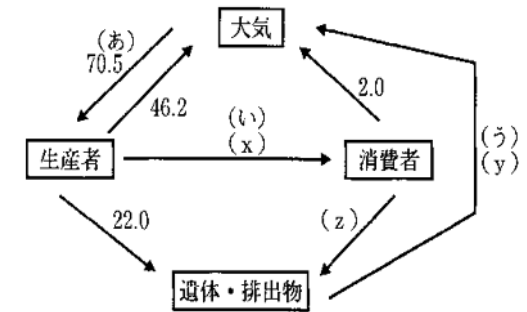 大気
(あ)
70.5
46.2
2.0
(い)
(x)
(う)
(y)
生産者
消費者
22.0
(z)
遺体・排出物